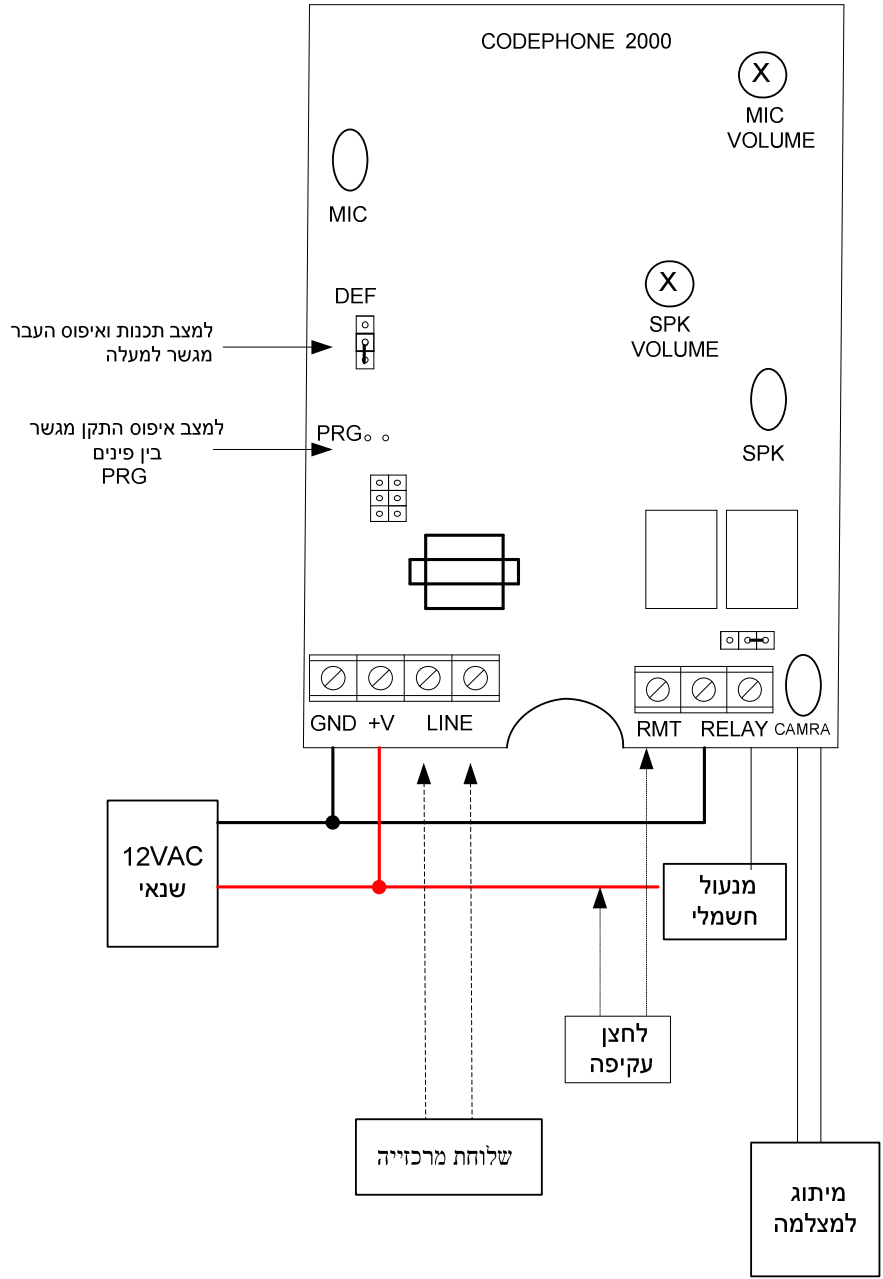 CODEPHONE 2000
X
MIC
VOLUME
MIC
X
SPK
VOLUME
DEF
למצב תכנות ואיפוס העבר
מגשר למעלה
למצב איפוס התקן מגשר
בין פינים
PRG
PRG
SPK
GND +V LINE
RMT RELAY CAMRA
12VAC
שנאי
מנעול
חשמלי
לחצן
עקיפה
שלוחת מרכזייה
מיתוג
למצלמה